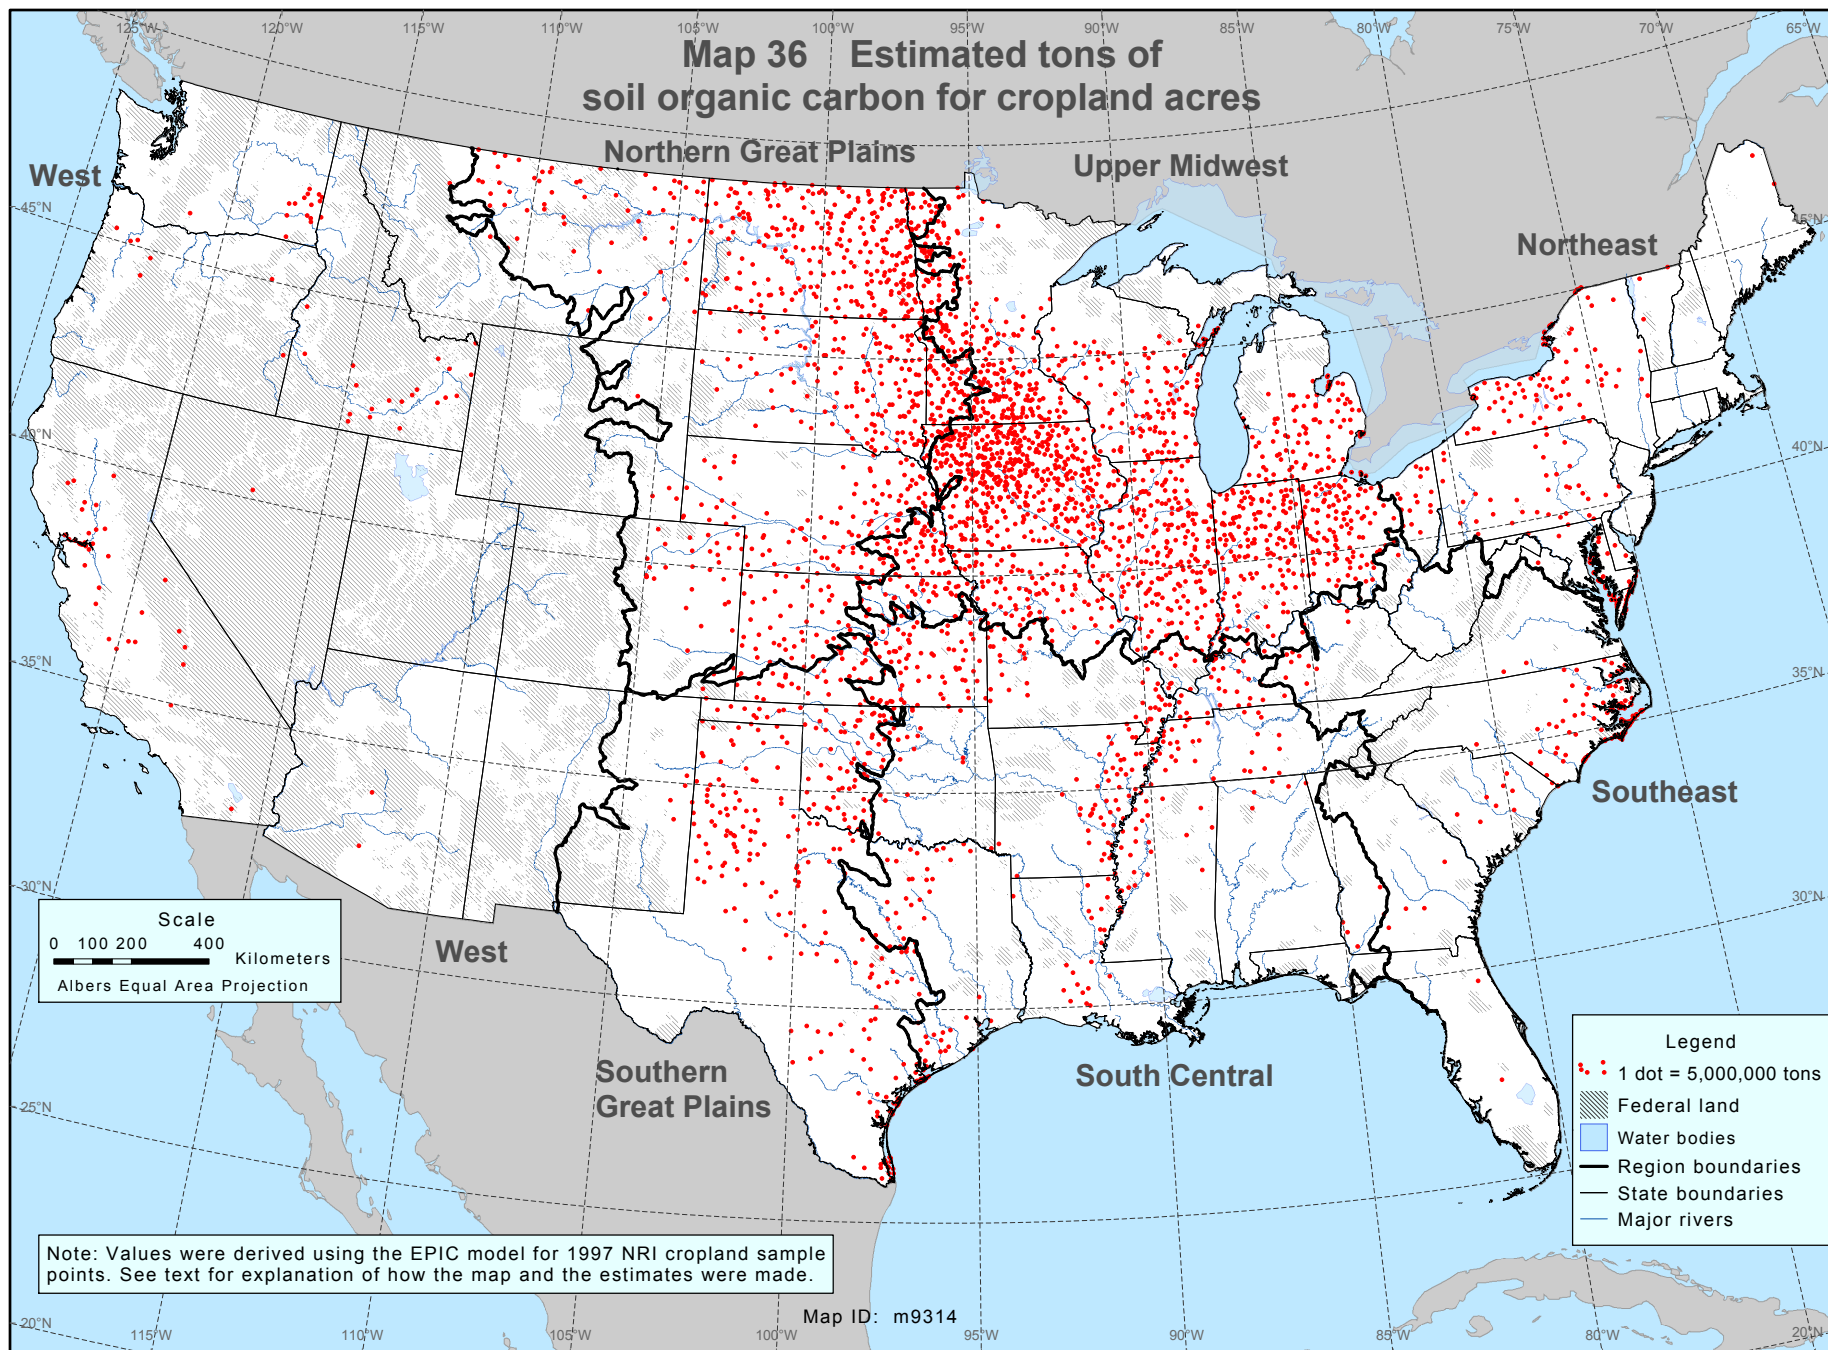 125°W 120°W 115°W 110°W 105°W 100°W 95°W 90°W 85°W 80°W 75°W 70°W 65°W
Map 36 Estimated tons of
soil organic carbon for cropland acres
Northern Great Plains
Upper Midwest
West
45°N
45°N
Northeast
40°N
40°N
35°N
35°N
Southeast
30°N
30°N
Scale
0 100 200 400 Kilometers
Albers Equal Area Projection
West
Southern
Great Plains
South Central
Legend
1 dot = 5,000,000 tons
Federal land
Water bodies
Region boundaries
State boundaries
Major rivers
25°N
25°N
Note: Values were derived using the EPIC model for 1997 NRI cropland sample
points. See text for explanation of how the map and the estimates were made.
Map ID: m9314
20°N
20°N
115°W 110°W 105°W 100°W 95°W 90°W 85°W 80°W 75°W